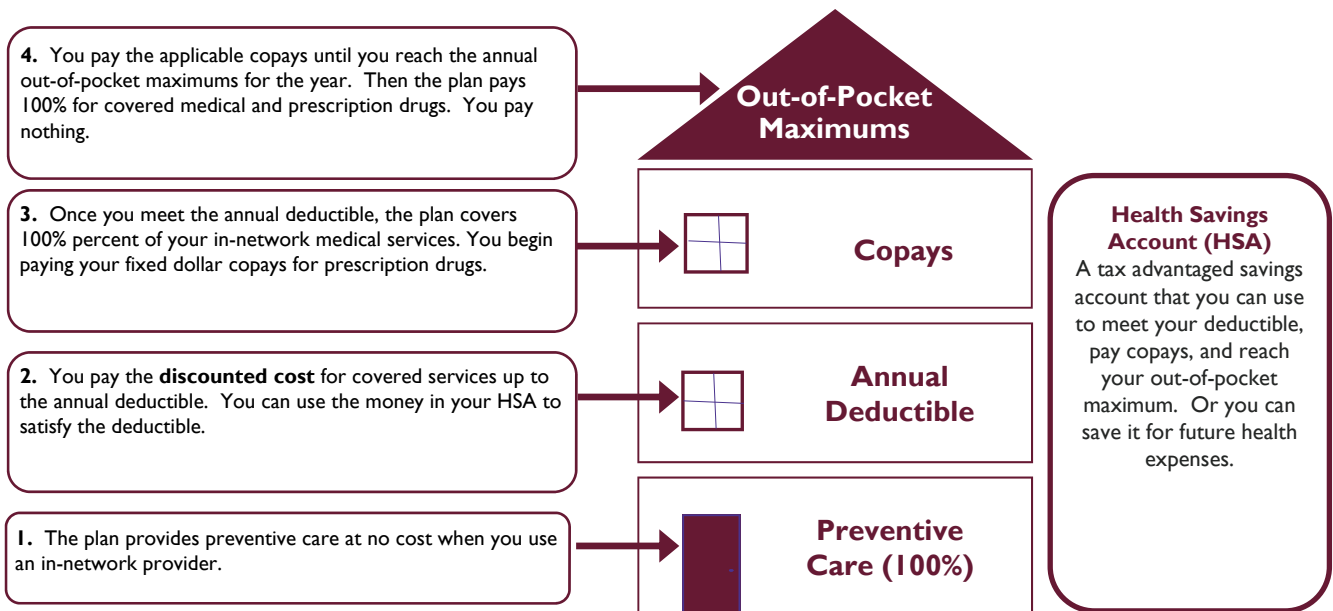 4. You pay the applicable copays until you reach the annual
out-of-pocket maximums for the year. Then the plan pays
100% for covered medical and prescription drugs. You pay
nothing.
Out-of-Pocket
Maximums
3. Once you meet the annual deductible, the plan covers
100% percent of your in-network medical services. You begin
paying your fixed dollar copays for prescription drugs.
Copays
2. You pay the discounted cost for covered services up to
the annual deductible. You can use the money in your HSA to
satisfy the deductible.
Annual
Deductible
1. The plan provides preventive care at no cost when you use
an in-network provider.
Preventive
Care (100%)
Health Savings
Account (HSA)
A tax advantaged savings
account that you can use
to meet your deductible,
pay copays, and reach
your out-of-pocket
maximum. Or you can
save it for future health
expenses.